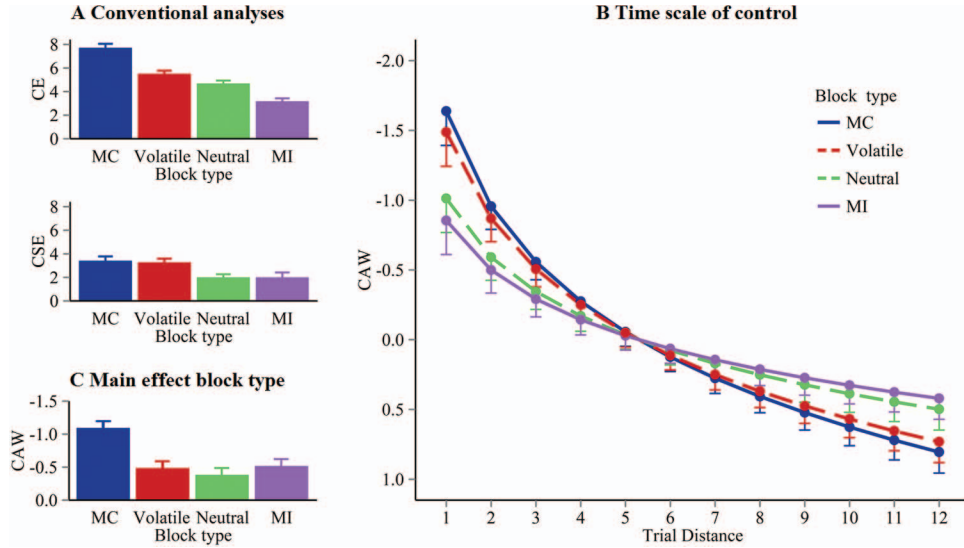 A Conventional analyses
8
6
4
2
0
CE
MC Volatile Neutral MI
Block type
8
6
4
2
0
CSE
MC Volatile Neutral MI
Block type
C Main effect block type
-1.5
-1.0
-0.5
0.0
CAW
MC Volatile Neutral MI
Block type
B Time scale of control
-2.0
-1.5
-1.0
-0.5
0.0
0.5
1.0
CAW
Block type
MC
Volatile
Neutral
MI
1 2 3 4 5 6 7 8 9 10 11 12
Trial Distance